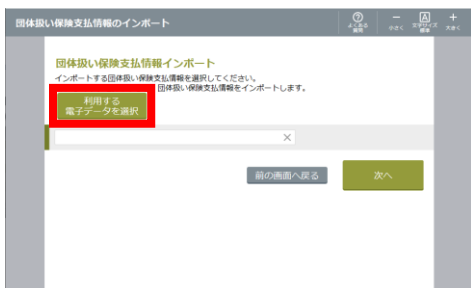 団体扱い保険支払情報のインポート
よくある質問
小さく
文字サイズ標準
大きく
団体扱い保険支払情報インポート
インポートする団体扱い保険支払情報を選択してください。
団体扱い保険支払情報をインポートします。
利用する
電子データを選択
前の画面へ戻る
次へ